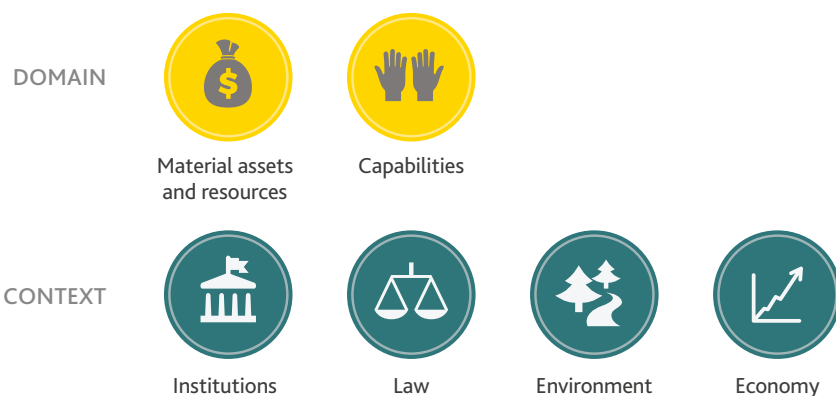 DOMAIN
$
Material assets
and resources
Capabilities
CONTEXT
Institutions
Law
Environment
Economy